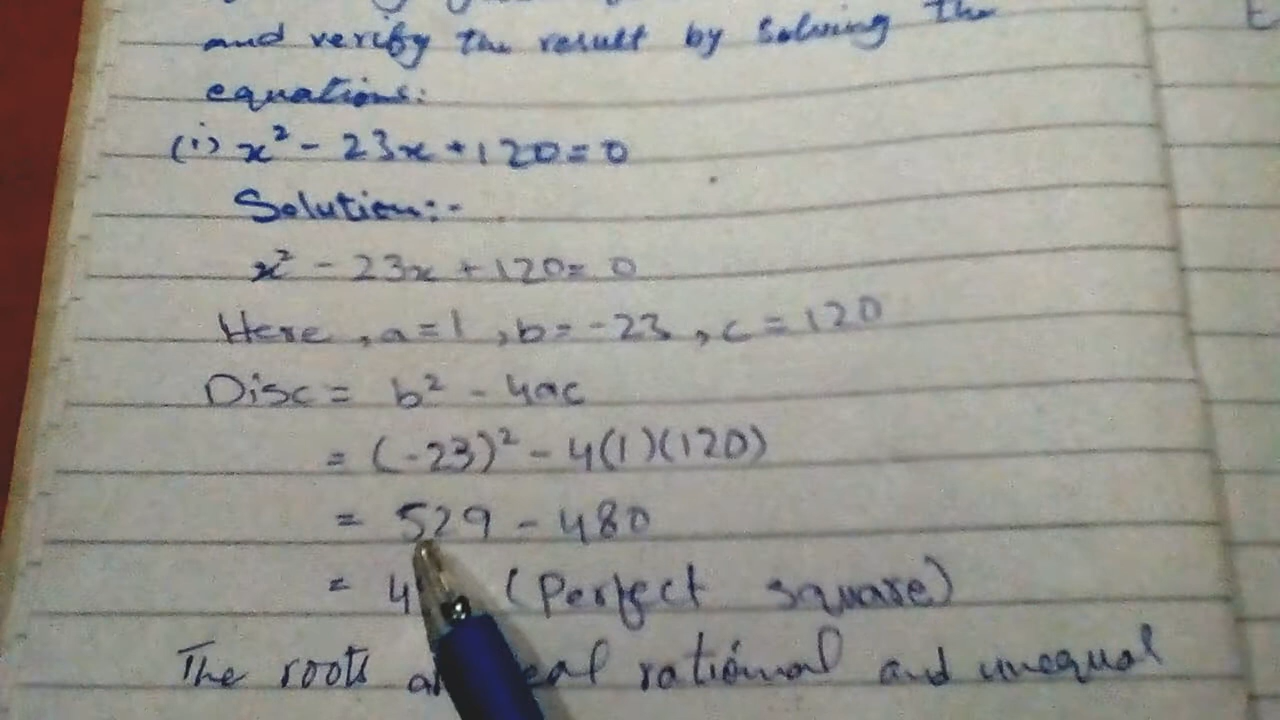 and verify the result by solving the
equations:
(i) x² - 23x + 120 = 0
Solution:-
x² - 23x + 120 = 0
Here, a = 1, b = -23, c = 120
Disc = b² - 4ac
= (-23)² - 4(1)(120)
= 529 - 480
= 4 (Perfect square)
The roots rational and unequal